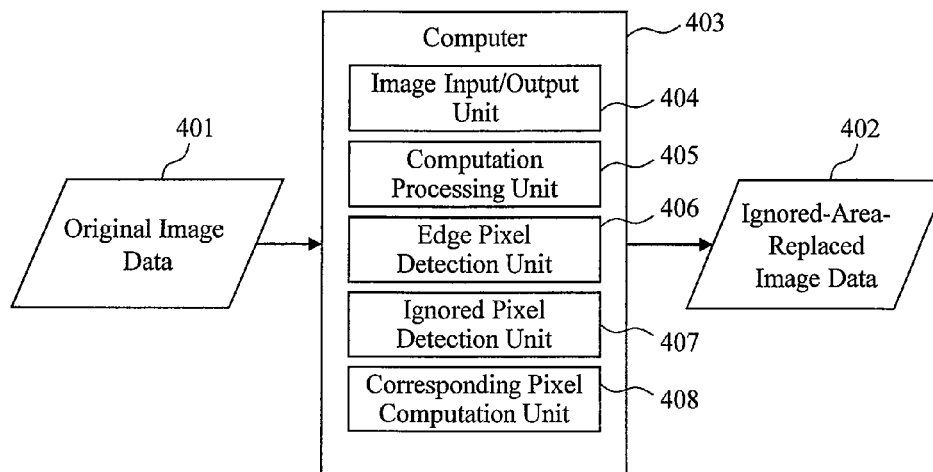 Computer
403
Image Input/Output
Unit
404
Computation
Processing Unit
405
Edge Pixel
Detection Unit
406
Ignored Pixel
Detection Unit
407
Corresponding Pixel
Computation Unit
408
401
Original Image
Data
402
Ignored-Area-
Replaced
Image Data